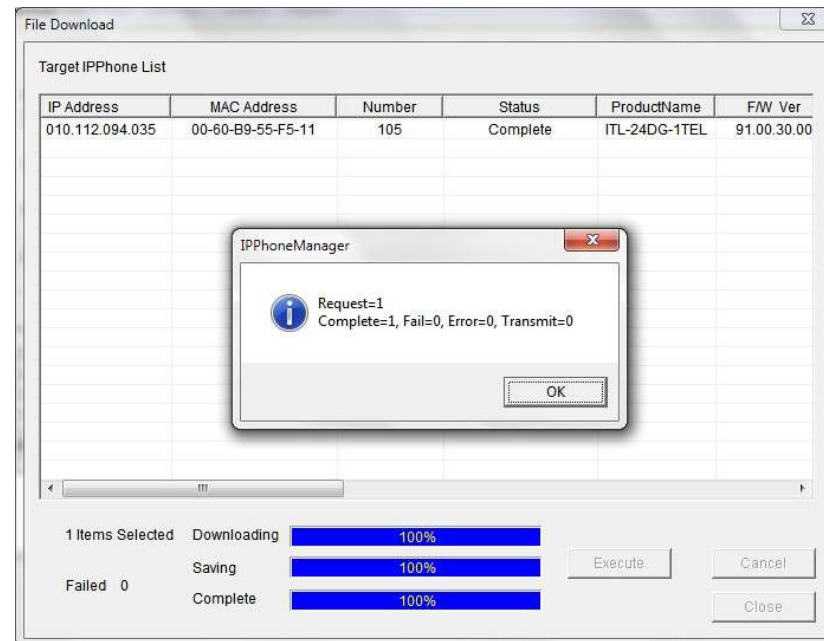 File Download
Target IPPhone List
IP Address MAC Address Number Status ProductName F/W Ver
010.112.094.035 00-60-B9-55-F5-11 105 Complete ITL-24DG-1TEL 91.00.30.00
IPPhoneManager
Request=1
Complete=1, Fail=0, Error=0, Transmit=0
OK
1 Items Selected Downloading 100%
Execute Cancel
Saving 100%
Failed 0
Complete 100%
Close